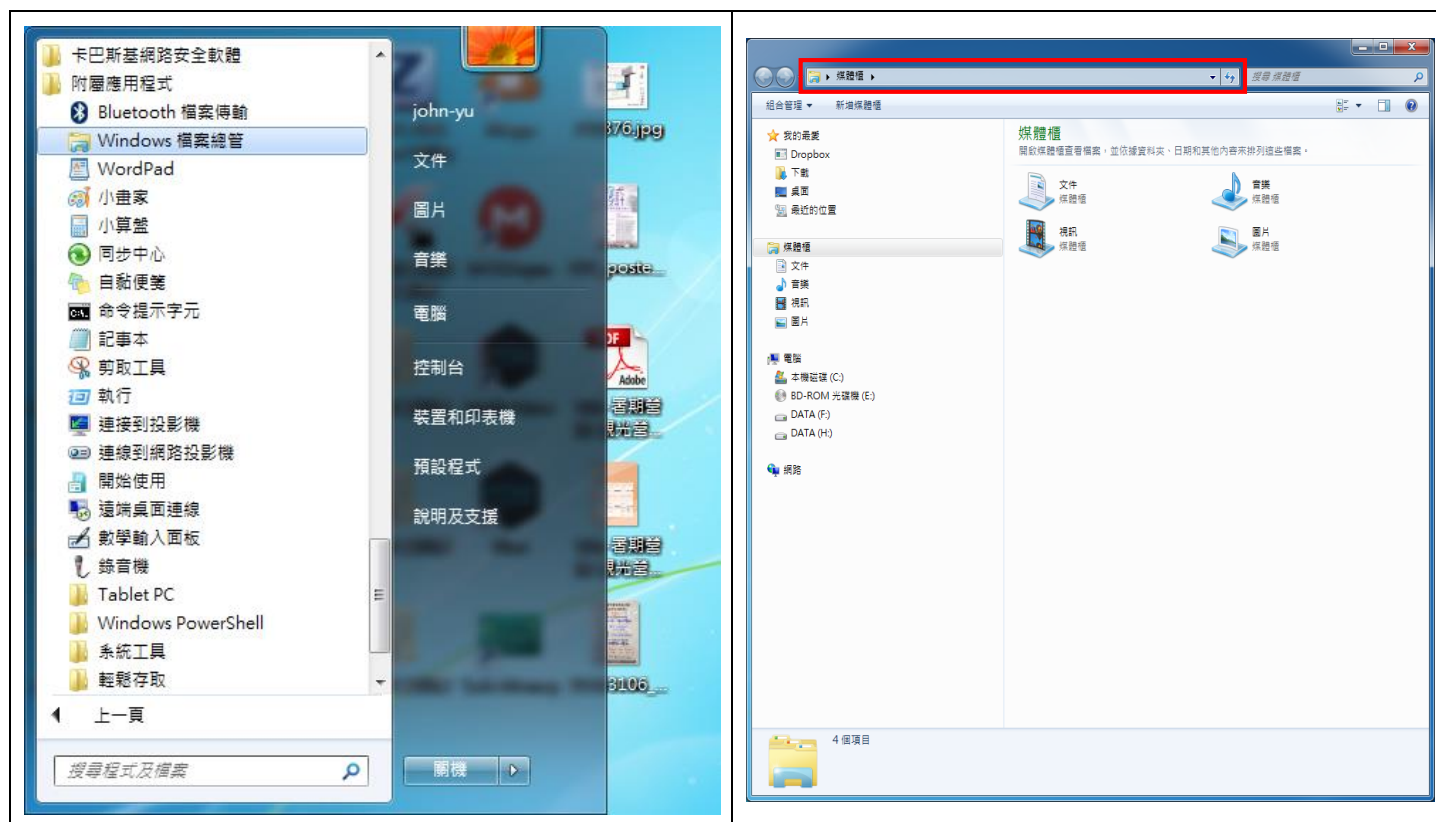 卡巴斯基網路安全軟體
附屬應用程式
Bluetooth 檔案傳輸
Windows 檔案總管
WordPad
小畫家
小算盤
同步中心
自黏便箋
命令提示字元
記事本
剪取工具
執行
連接到投影機
連線到網路投影機
開始使用
遠端桌面連線
數學輸入面板
錄音機
Tablet PC
Windows PowerShell
系統工具
輕鬆存取
上一頁
搜尋程式及檔案
john-yu
文件
圖片
音樂
電腦
控制台
裝置和印表機
預設程式
說明及支援
關機
876.jpg
poste...
Adobe
暑期營
觀光營...
暑期營
觀光營...
3106_...
媒體櫃
搜尋 媒體櫃
組合管理
新增媒體櫃
我的最愛
Dropbox
下載
桌面
最近的位置
媒體櫃
文件
音樂
視訊
圖片
電腦
本機磁碟 (C:)
BD-ROM 光碟機 (E:)
DATA (F:)
DATA (H:)
網路
媒體櫃
開啟媒體櫃查看檔案，並依據資料夾、日期和其他內容來排列這些檔案。
文件
媒體櫃
音樂
媒體櫃
視訊
媒體櫃
圖片
媒體櫃
4 個項目